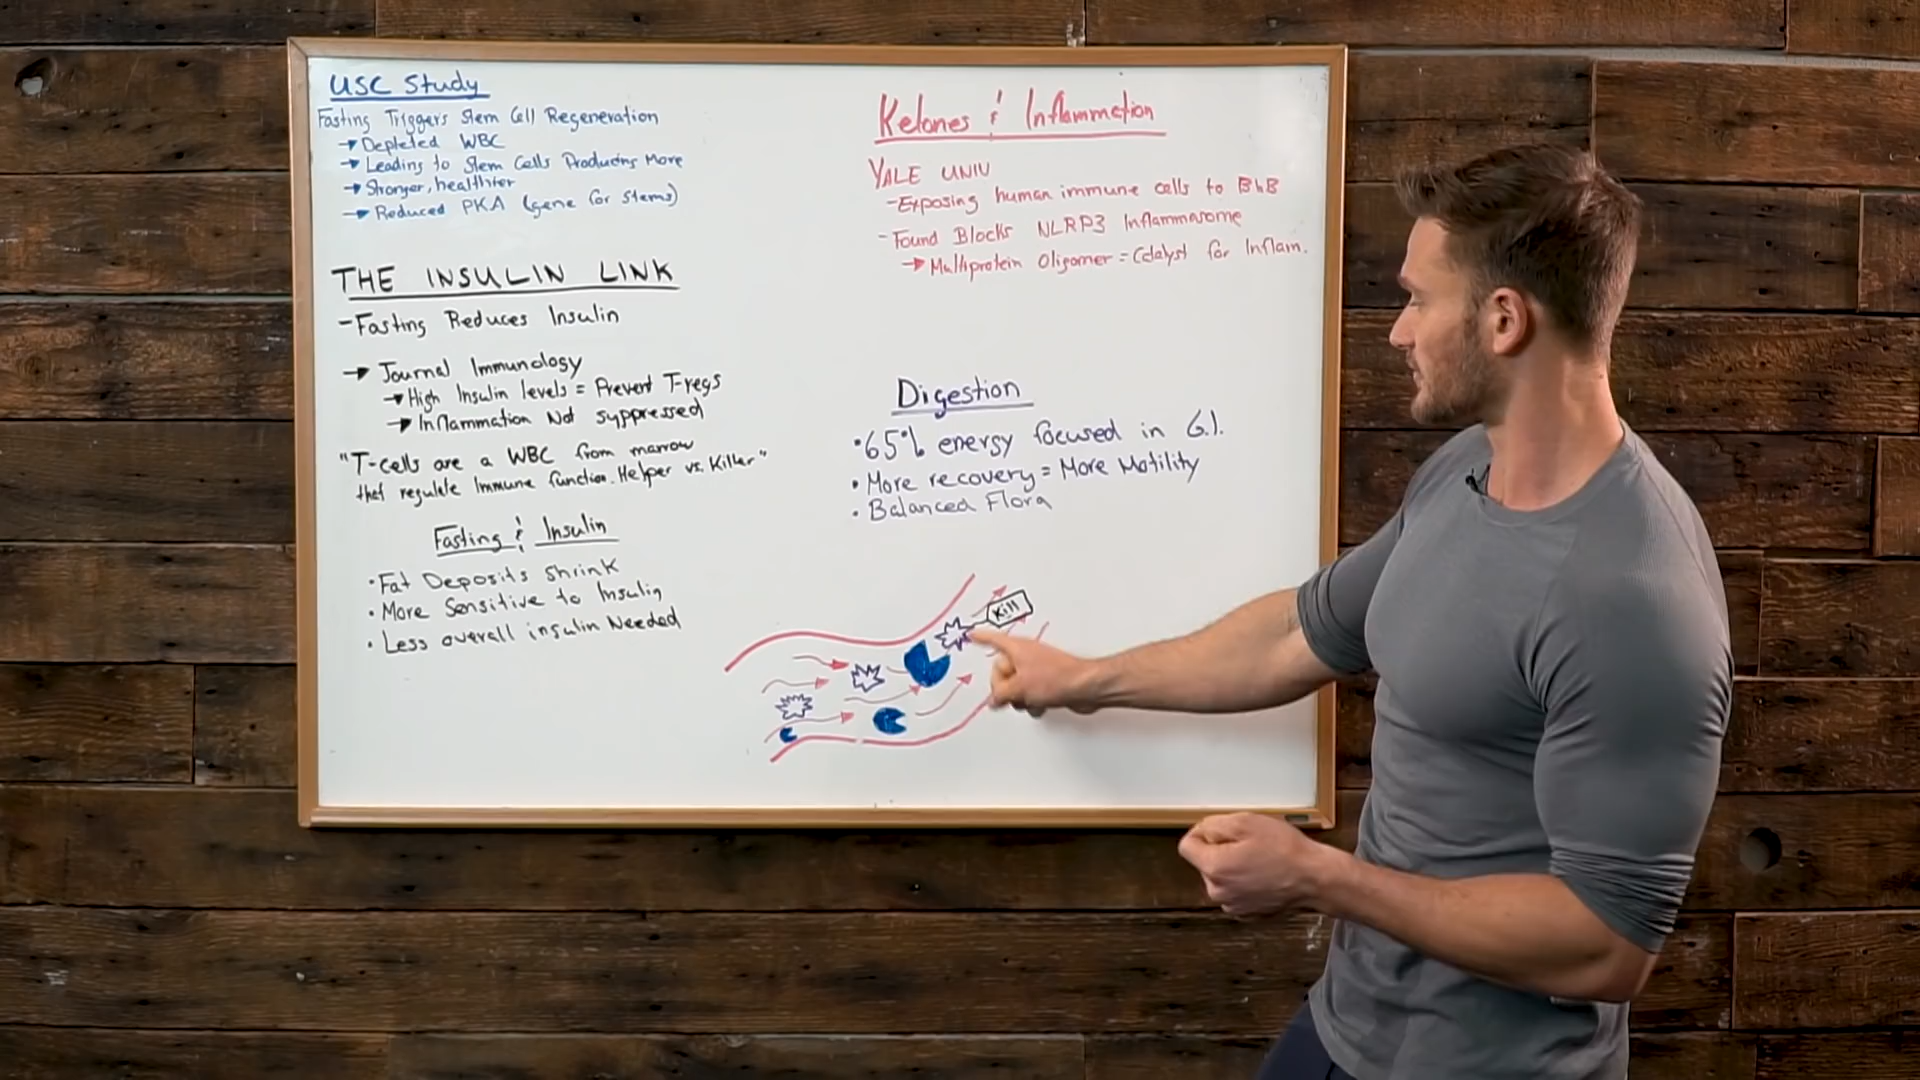 USC Study
Fasting Triggers Stem Cell Regeneration
→ Depleted WBC
→ Leading to Stem Cells Producing More
→ Stronger, healthier
→ Reduced PKA (gene for stems)
THE INSULIN LINK
- Fasting Reduces Insulin
→ Journal Immunology
→ High Insulin levels = Prevent T-regs
→ Inflammation Not suppressed
"T-cells are a WBC from marrow
that regulate Immune function. Helper vs. Killer"
Fasting & Insulin
• Fat Deposits Shrink
• More Sensitive to Insulin
• Less overall insulin Needed
Ketones & Inflammation
YALE UNIV
- Exposing human immune cells to BhB
- Found Blocks NLRP3 Inflammasome
→ Multiprotein Oligomer = Catalyst for Inflam.
Digestion
• 65% energy focused in G.I.
• More recovery = More Motility
• Balanced Flora
Kill